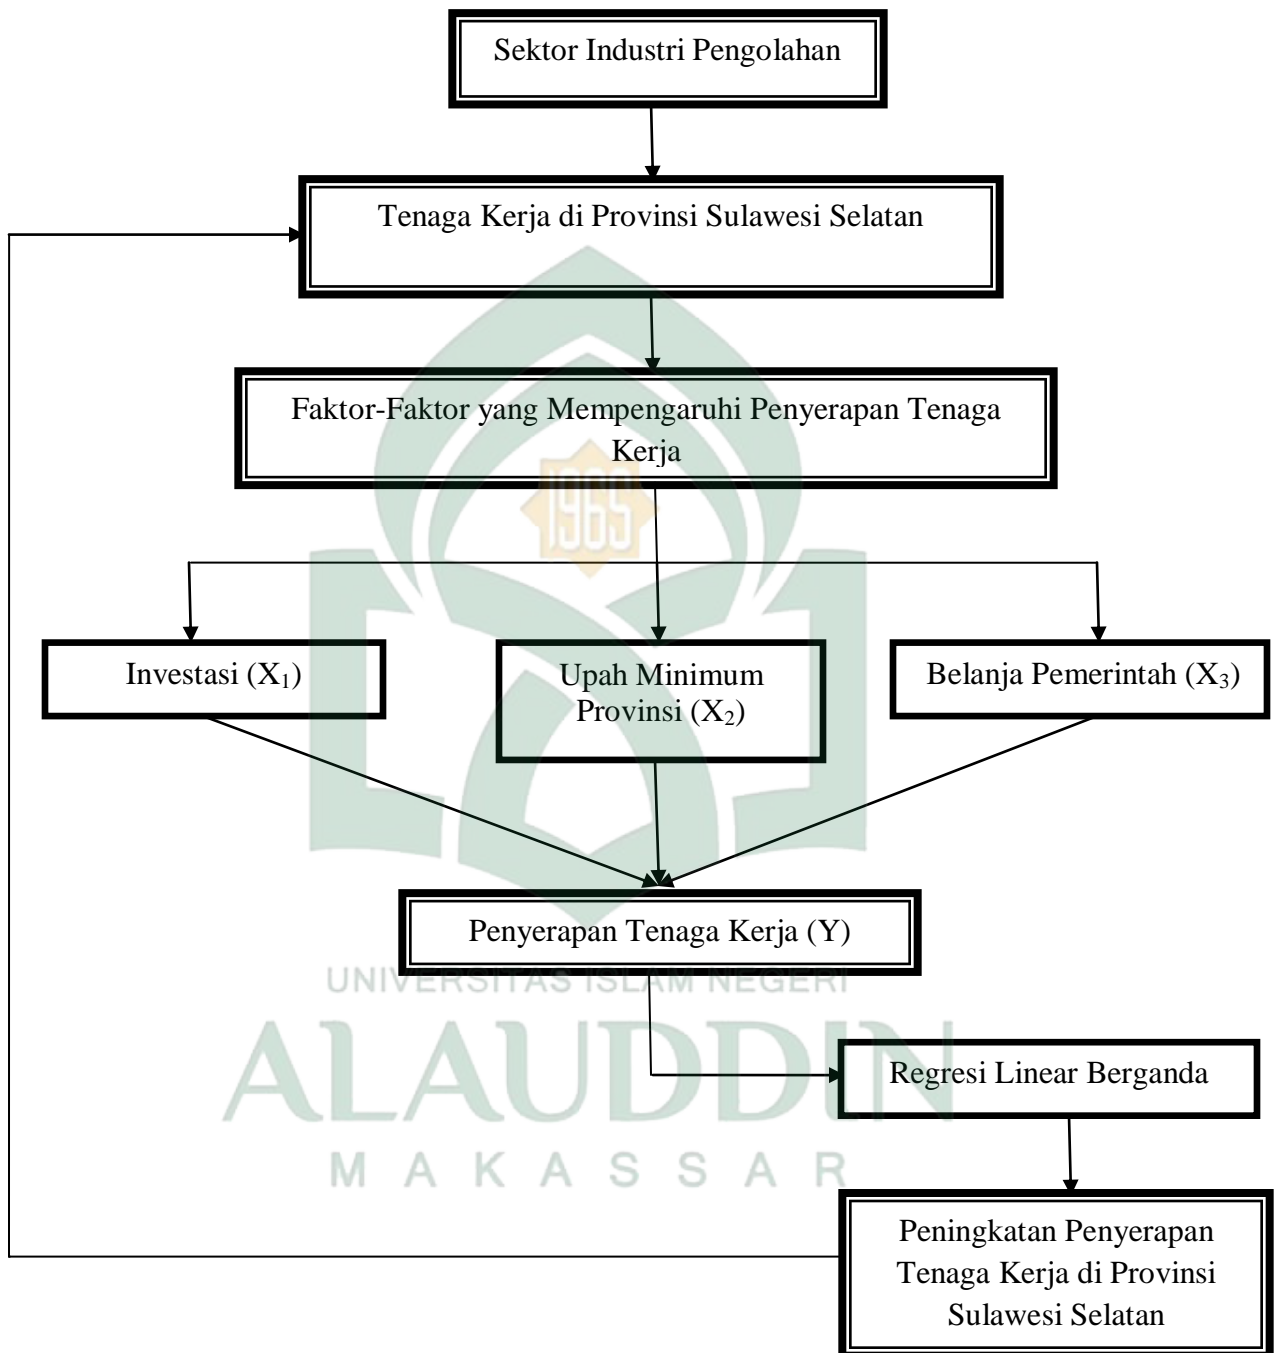 Sektor Industri Pengolahan
Tenaga Kerja di Provinsi Sulawesi Selatan
Faktor-Faktor yang Mempengaruhi Penyerapan Tenaga
Kerja
1965
Investasi (X₁)
Upah Minimum
Provinsi (X₂)
Belanja Pemerintah (X₃)
Penyerapan Tenaga Kerja (Y)
UNIVERSITAS ISLAM NEGERI
ALAUDDIN
MAKASSAR
Regresi Linear Berganda
Peningkatan Penyerapan
Tenaga Kerja di Provinsi
Sulawesi Selatan